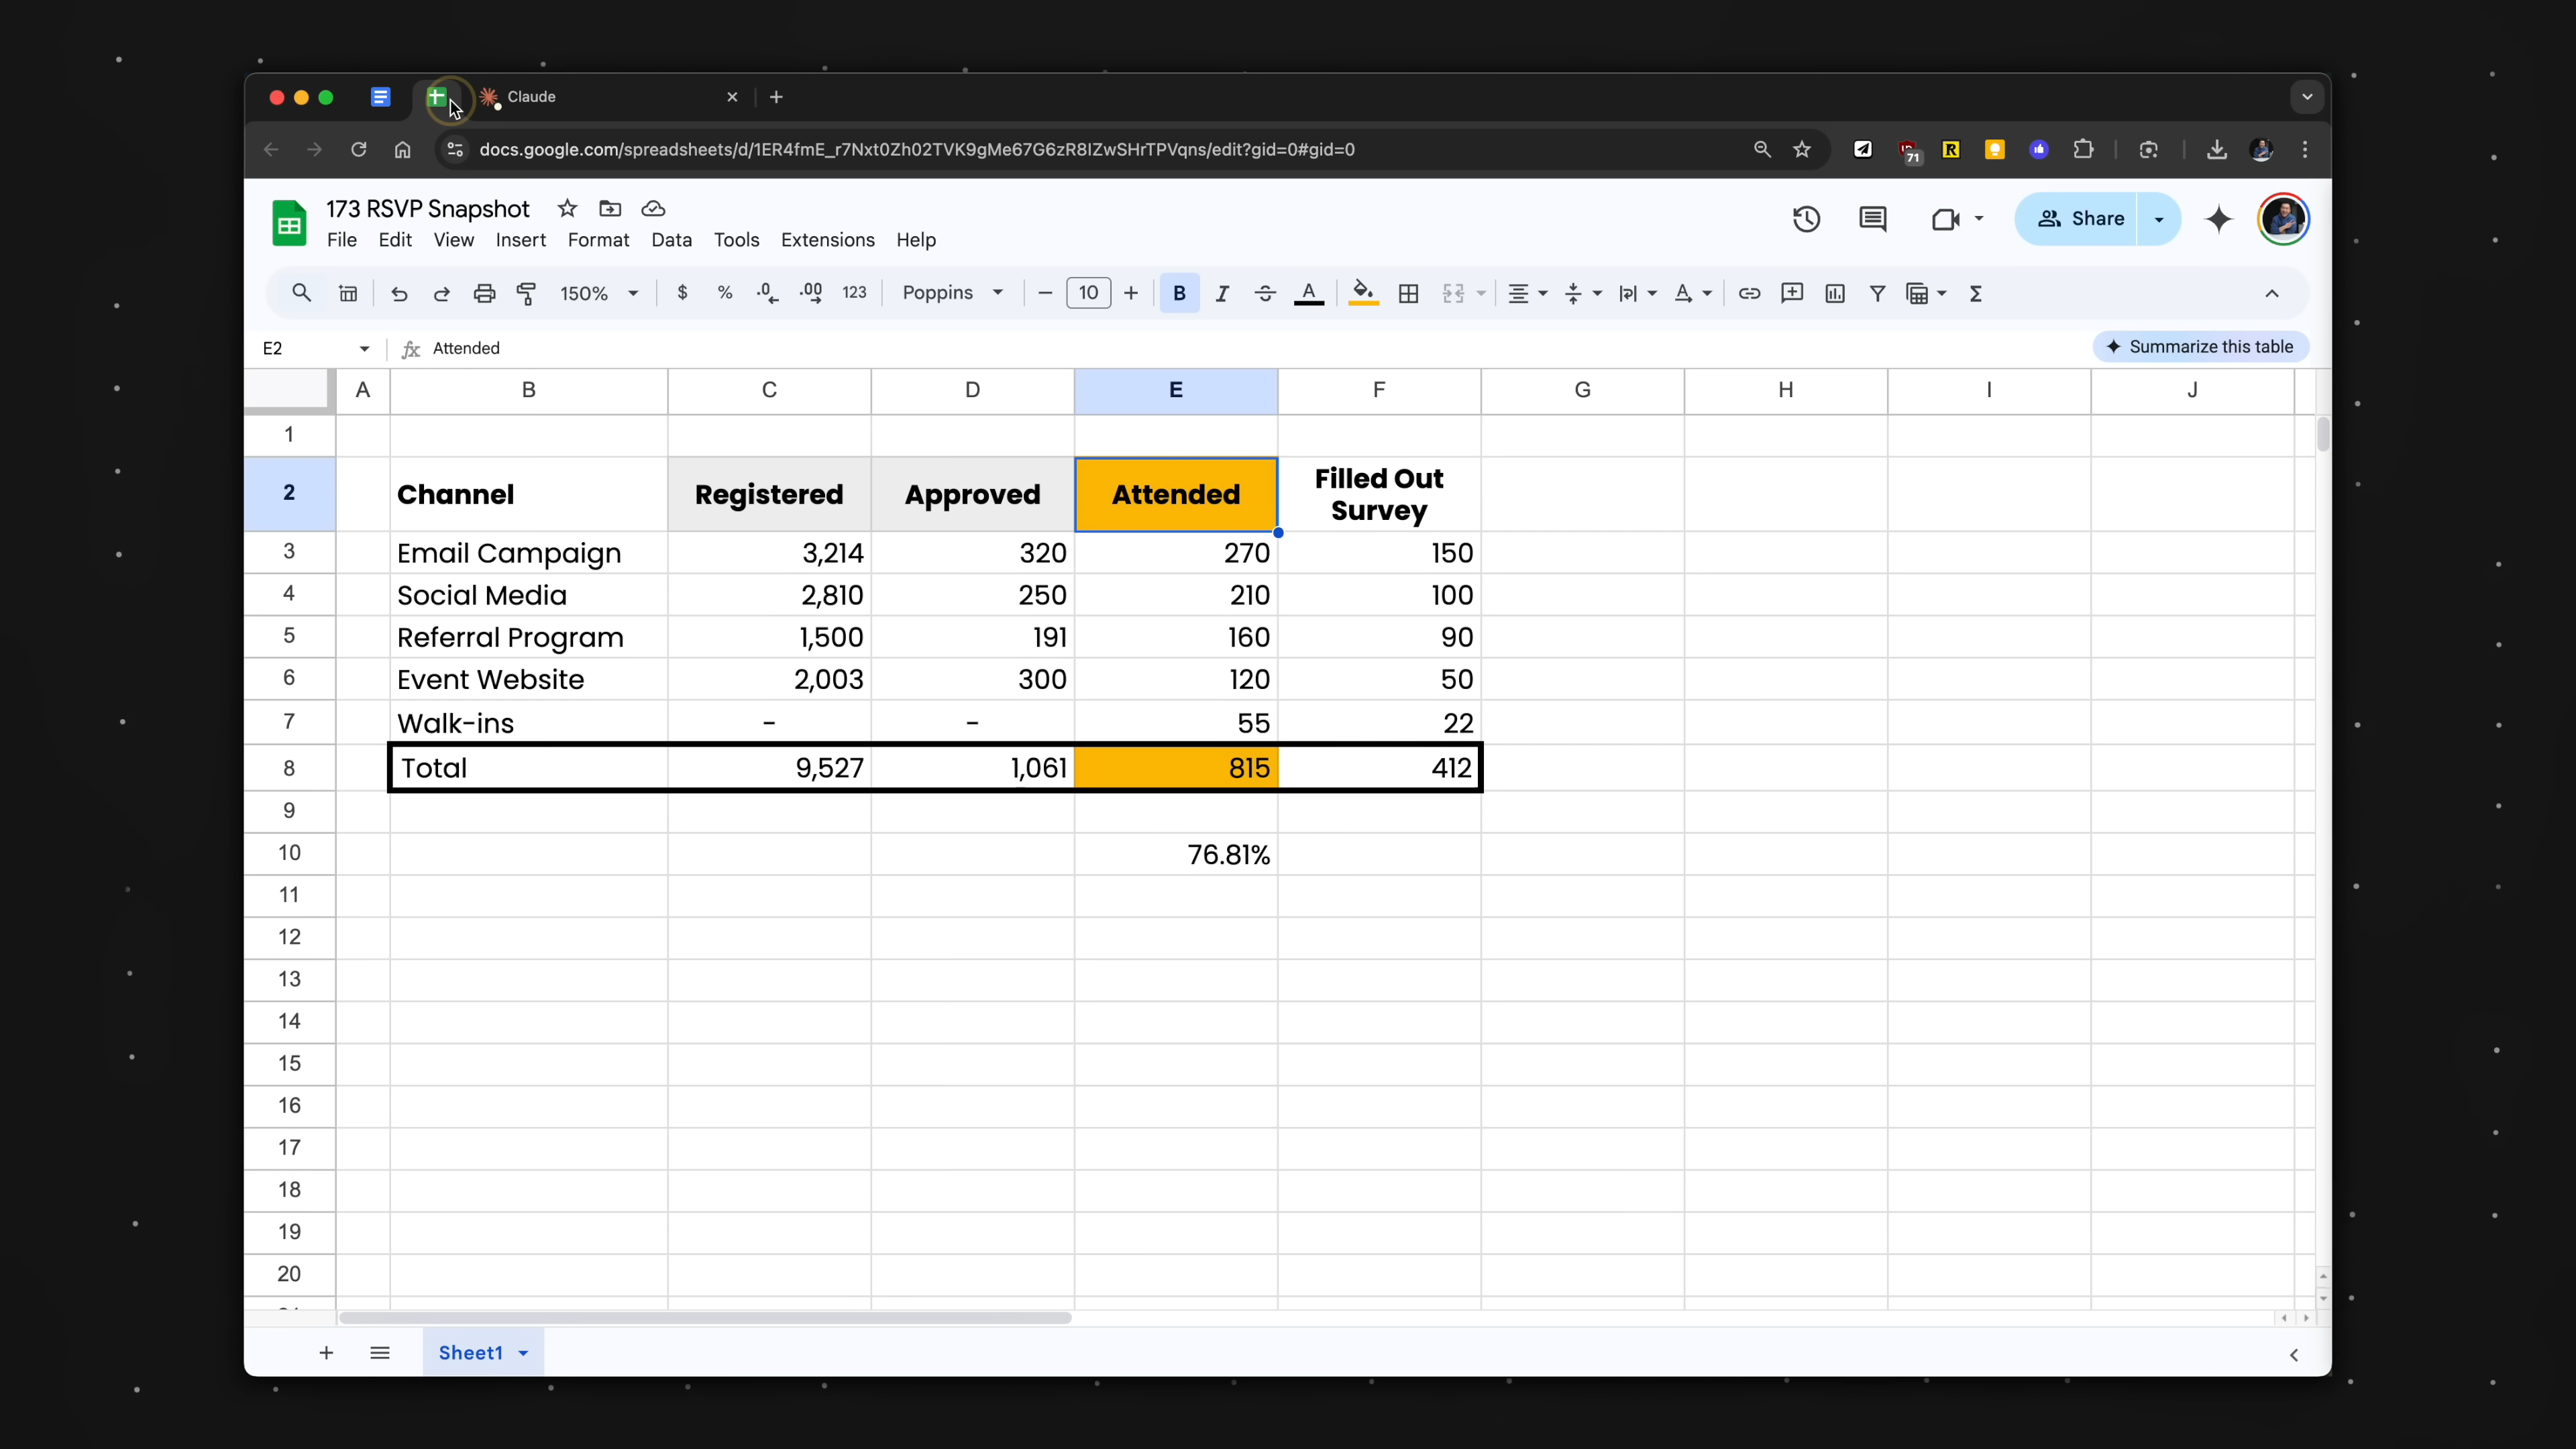 Claude
docs.google.com/spreadsheets/d/1ER4fmE_r7Nxt0Zh02TVK9gMe67G6zR8IZwSHrTPVqns/edit?gid=0#gid=0
71
R
173 RSVP Snapshot
File Edit View Insert Format Data Tools Extensions Help
Share
150% $ % .0 .00 123 Poppins 10 B I A
E2 fx Attended
Summarize this table
A B C D E F G H I J
1
2 Channel Registered Approved Attended Filled Out
Survey
3 Email Campaign 3,214 320 270 150
4 Social Media 2,810 250 210 100
5 Referral Program 1,500 191 160 90
6 Event Website 2,003 300 120 50
7 Walk-ins - - 55 22
8 Total 9,527 1,061 815 412
9
10 76.81%
11
12
13
14
15
16
17
18
19
20
Sheet1